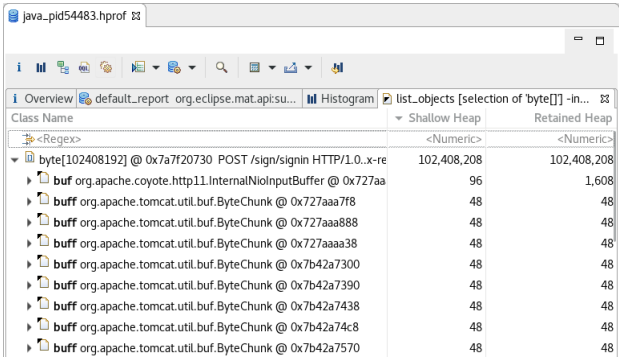 java_pid54483.hprof
i Overview default_report org.eclipse.mat.api:su... Histogram list_objects [selection of 'byte[]'] -in...
Class Name Shallow Heap Retained Heap
<Regex> <Numeric> <Numeric>
byte[102408192] @ 0x7a7f20730 POST /sign/signin HTTP/1.0..x-re 102,408,208 102,408,208
buf org.apache.coyote.http11.InternalNioInputBuffer @ 0x727aa 96 1,608
buff org.apache.tomcat.util.buf.ByteChunk @ 0x727aaa7f8 48 48
buff org.apache.tomcat.util.buf.ByteChunk @ 0x727aaa888 48 48
buff org.apache.tomcat.util.buf.ByteChunk @ 0x727aaaa38 48 48
buff org.apache.tomcat.util.buf.ByteChunk @ 0x7b42a7300 48 48
buff org.apache.tomcat.util.buf.ByteChunk @ 0x7b42a7390 48 48
buff org.apache.tomcat.util.buf.ByteChunk @ 0x7b42a7438 48 48
buff org.apache.tomcat.util.buf.ByteChunk @ 0x7b42a74c8 48 48
buff org.apache.tomcat.util.buf.ByteChunk @ 0x7b42a7570 48 48